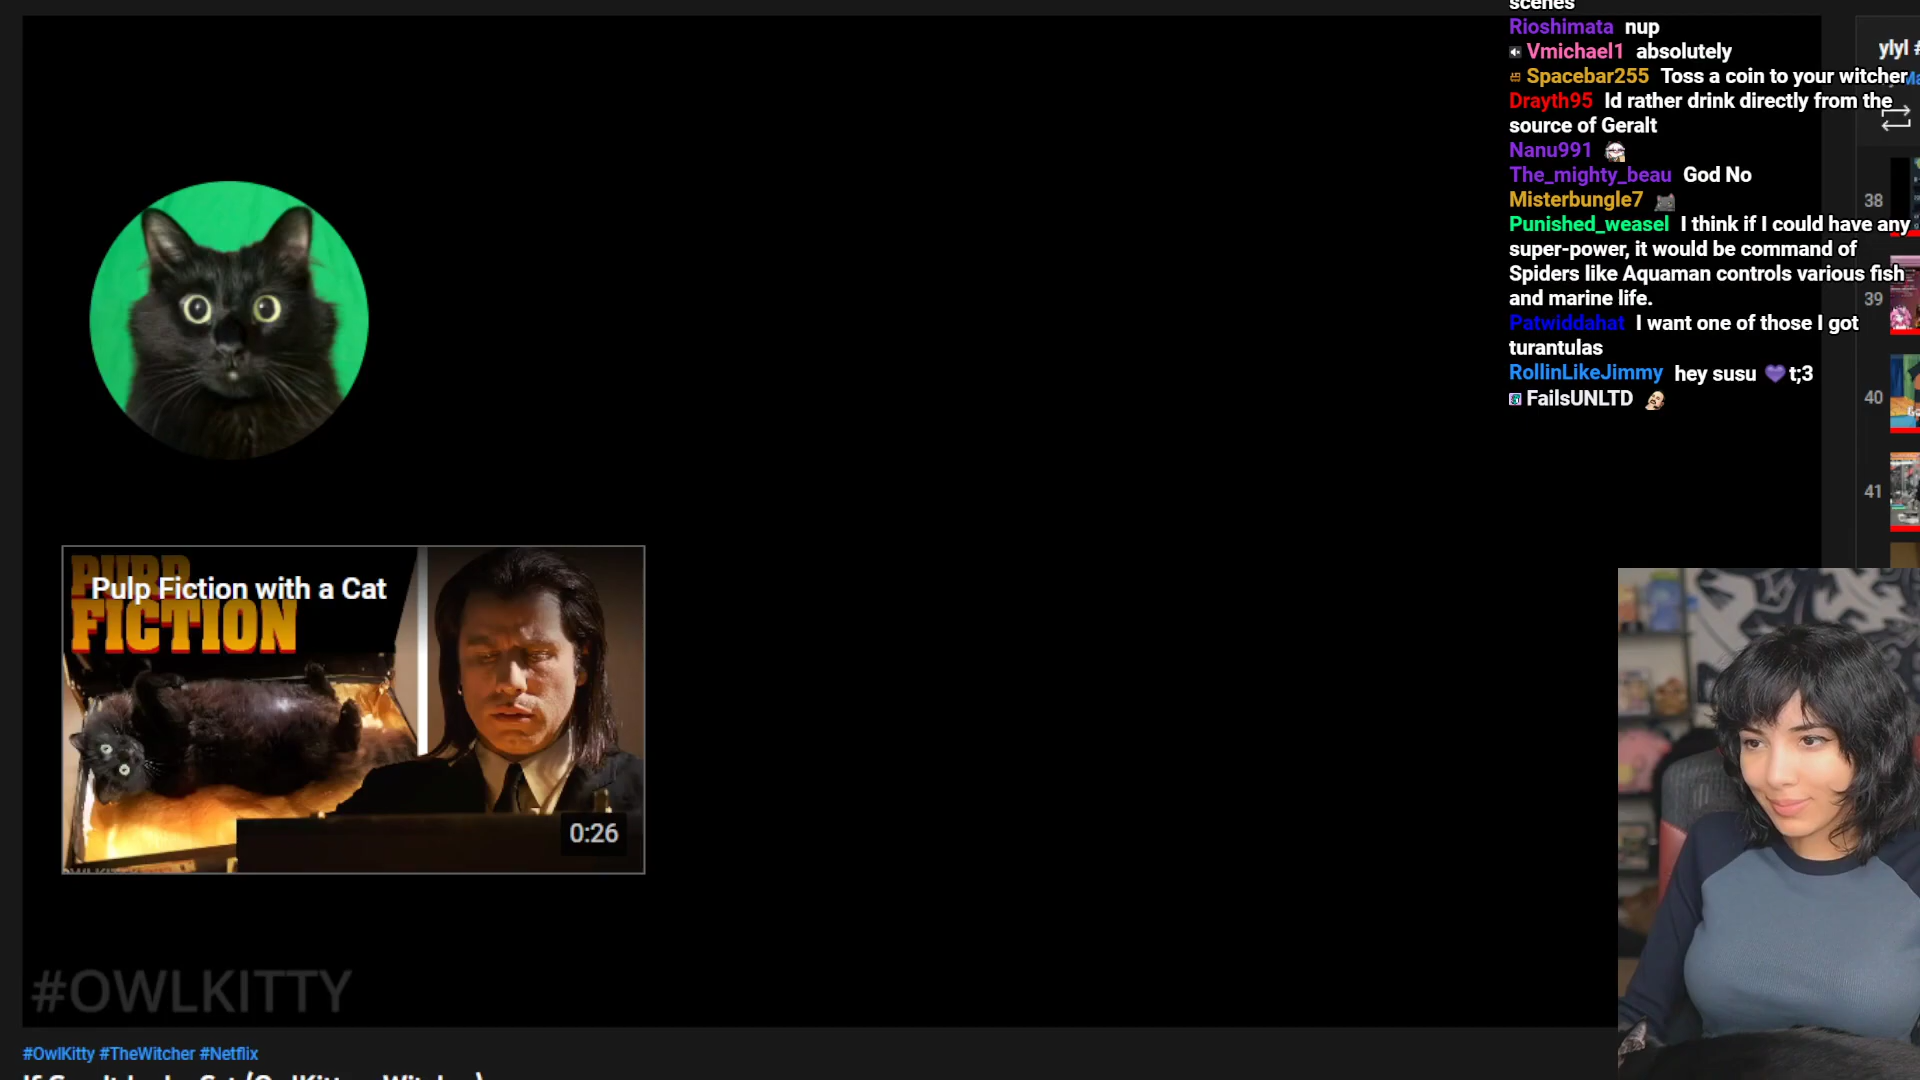 scenes
Rioshimata nup
Vmichael1 absolutely
Spacebar255 Toss a coin to your witcher
Drayth95 Id rather drink directly from the
source of Geralt
Nanu991
The_mighty_beau God No
Misterbungle7
Punished_weasel I think if I could have any
super-power, it would be command of
Spiders like Aquaman controls various fish
and marine life.
Patwiddahat I want one of those I got
turantulas
RollinLikeJimmy hey susu 💜t;3
FailsUNLTD
ylyl #
38
39
40
41
PURR
FICTION
Pulp Fiction with a Cat
0:26
#OWLKITTY
#OwlKitty #TheWitcher #Netflix